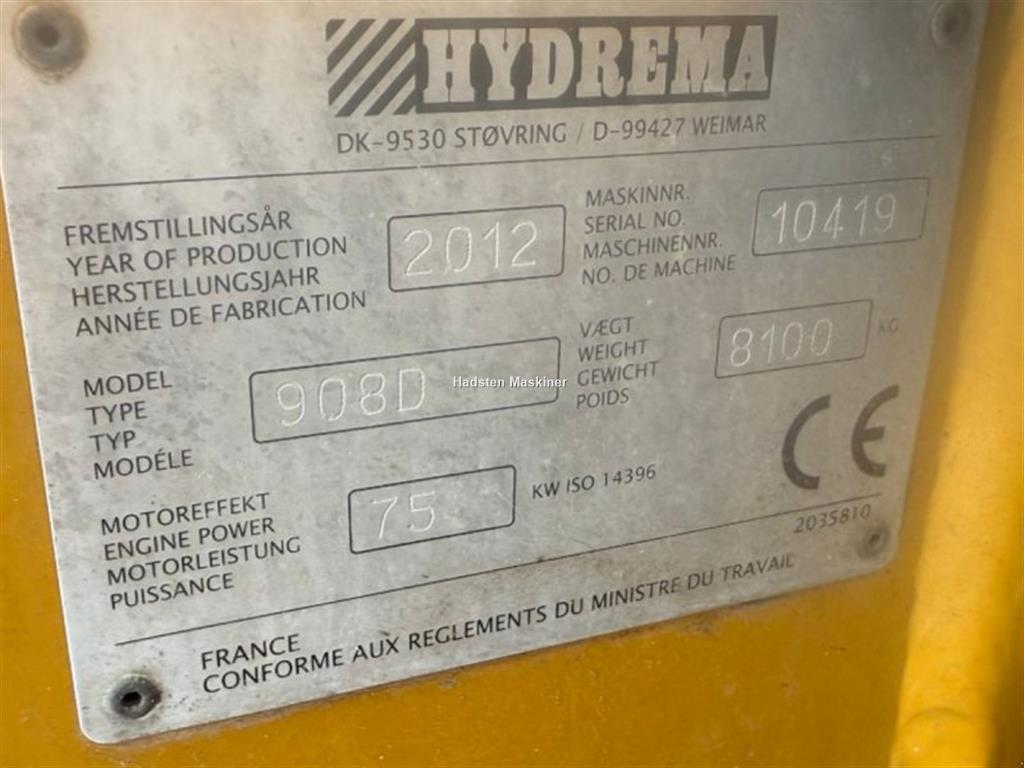 HYDREMA
DK-9530 STØVRING / D-99427 WEIMAR
FREMSTILLINGSÅR
YEAR OF PRODUCTION
HERSTELLUNGSJAHR
ANNÉE DE FABRICATION
2012
MASKINNR.
SERIAL NO.
MASCHINENNR.
NO. DE MACHINE
10419
MODEL
TYPE
TYP
MODÉLE
908D
Hadsten Maskiner
VÆGT
WEIGHT
GEWICHT
POIDS
8100 KG
MOTOREFFEKT
ENGINE POWER
MOTORLEISTUNG
PUISSANCE
75 KW ISO 14396
CE
2035810
FRANCE
CONFORME AUX REGLEMENTS DU MINISTRE DU TRAVAIL